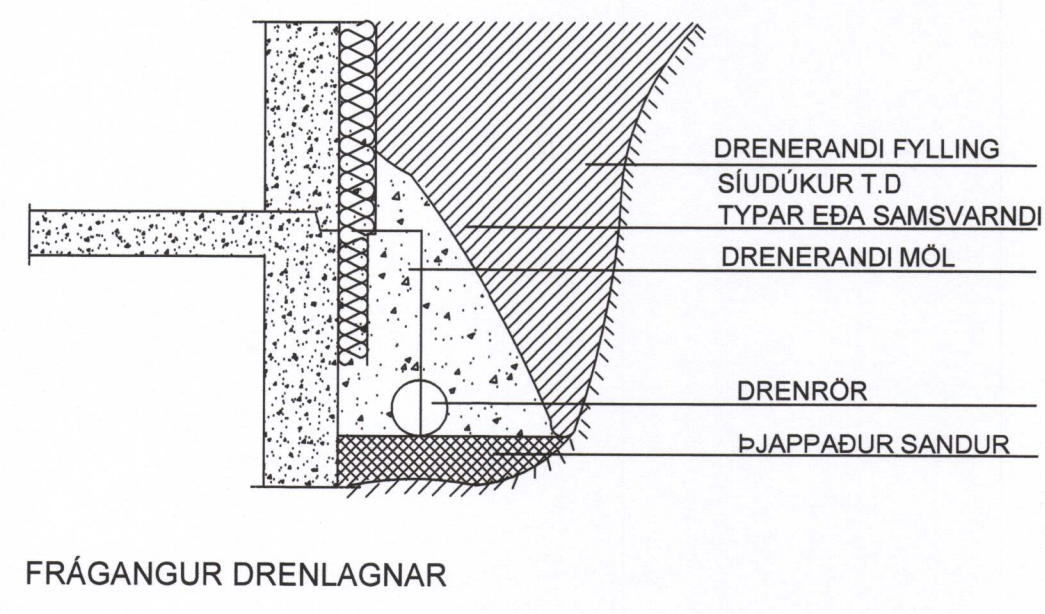 DRENERANDI FYLLING
SÍUDÚKUR T.D
TYPAR EÐA SAMSVARNDI
DRENERANDI MÖL
DRENRÖR
ÞJAPPAÐUR SANDUR
FRÁGANGUR DRENLAGNAR